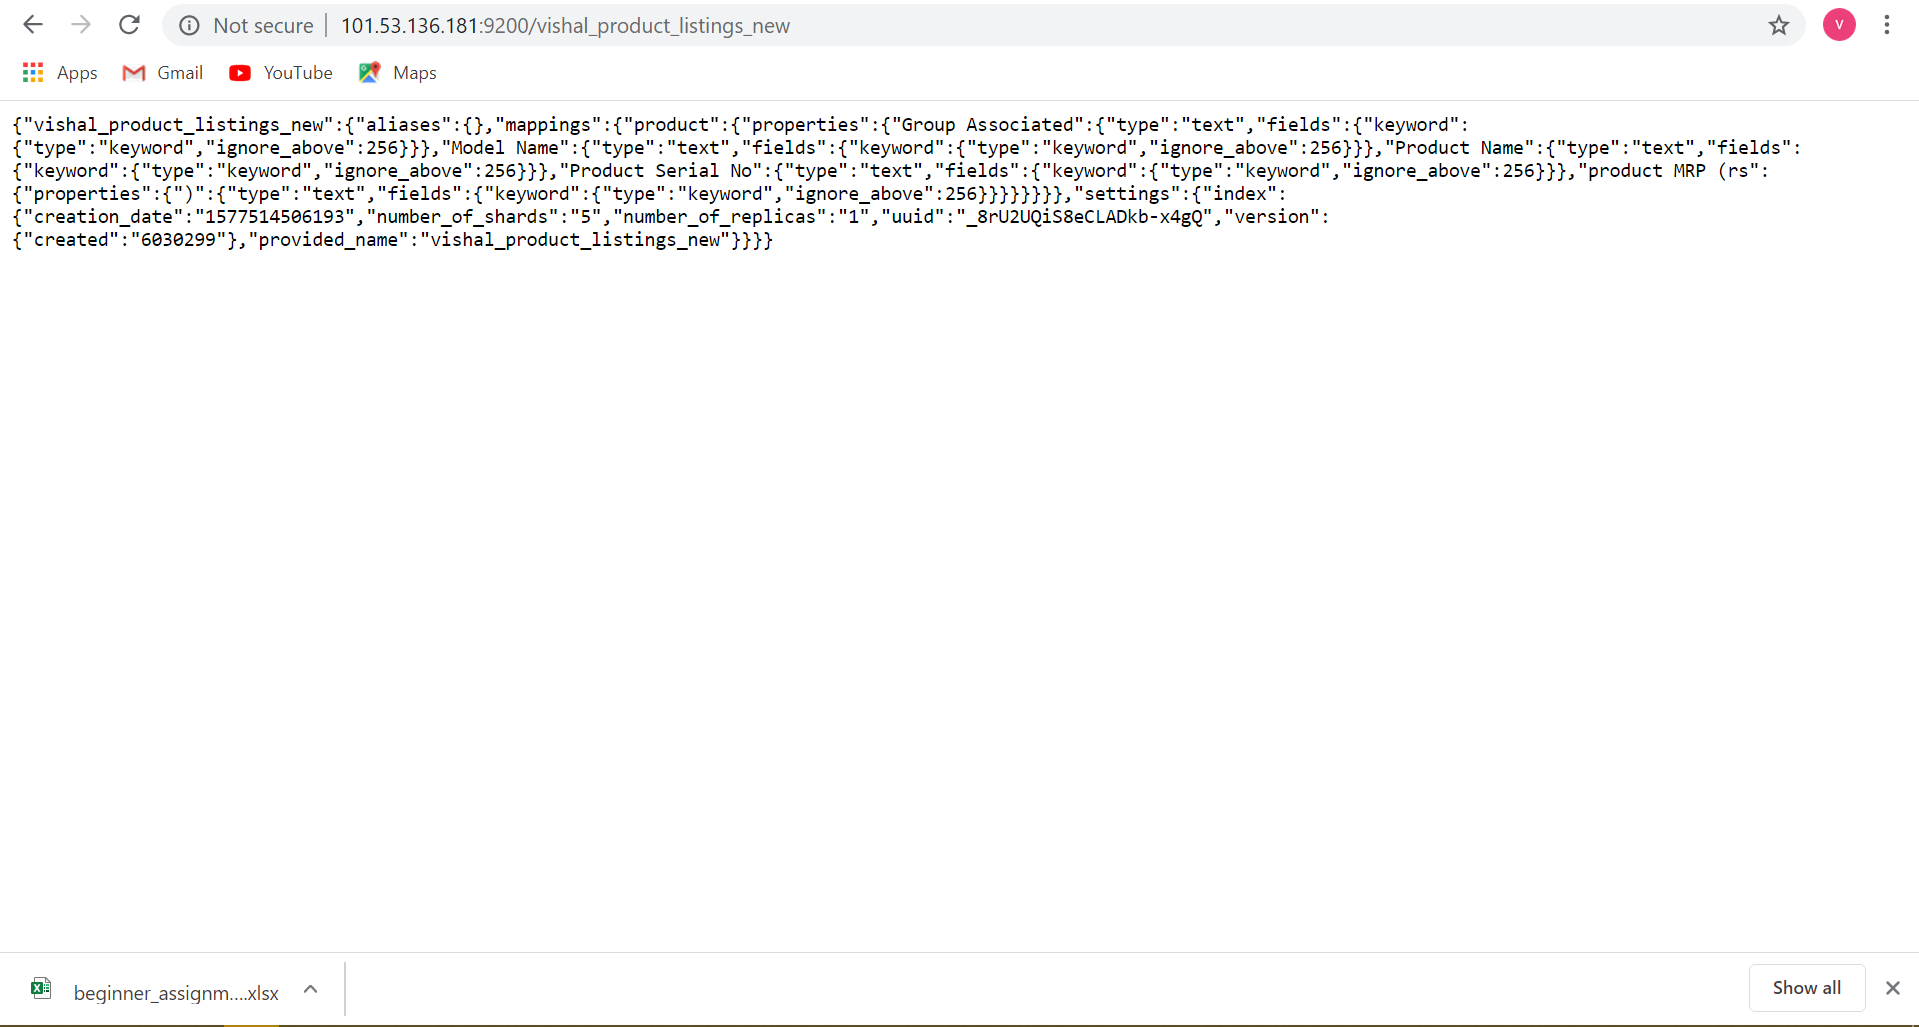 Not secure | 101.53.136.181:9200/vishal_product_listings_new
V
Apps Gmail YouTube Maps
{"vishal_product_listings_new":{"aliases":{},"mappings":{"product":{"properties":{"Group Associated":{"type":"text","fields":{"keyword":
{"type":"keyword","ignore_above":256}}},"Model Name":{"type":"text","fields":{"keyword":{"type":"keyword","ignore_above":256}}},"Product Name":{"type":"text","fields":
{"keyword":{"type":"keyword","ignore_above":256}}},"Product Serial No":{"type":"text","fields":{"keyword":{"type":"keyword","ignore_above":256}}},"product MRP (rs":
{"properties":{")":{"type":"text","fields":{"keyword":{"type":"keyword","ignore_above":256}}}}}}}},"settings":{"index":
{"creation_date":"1577514506193","number_of_shards":"5","number_of_replicas":"1","uuid":"_8rU2UQiS8eCLADkb-x4gQ","version":
{"created":"6030299"},"provided_name":"vishal_product_listings_new"}}}}
beginner_assignm....xlsx
Show all